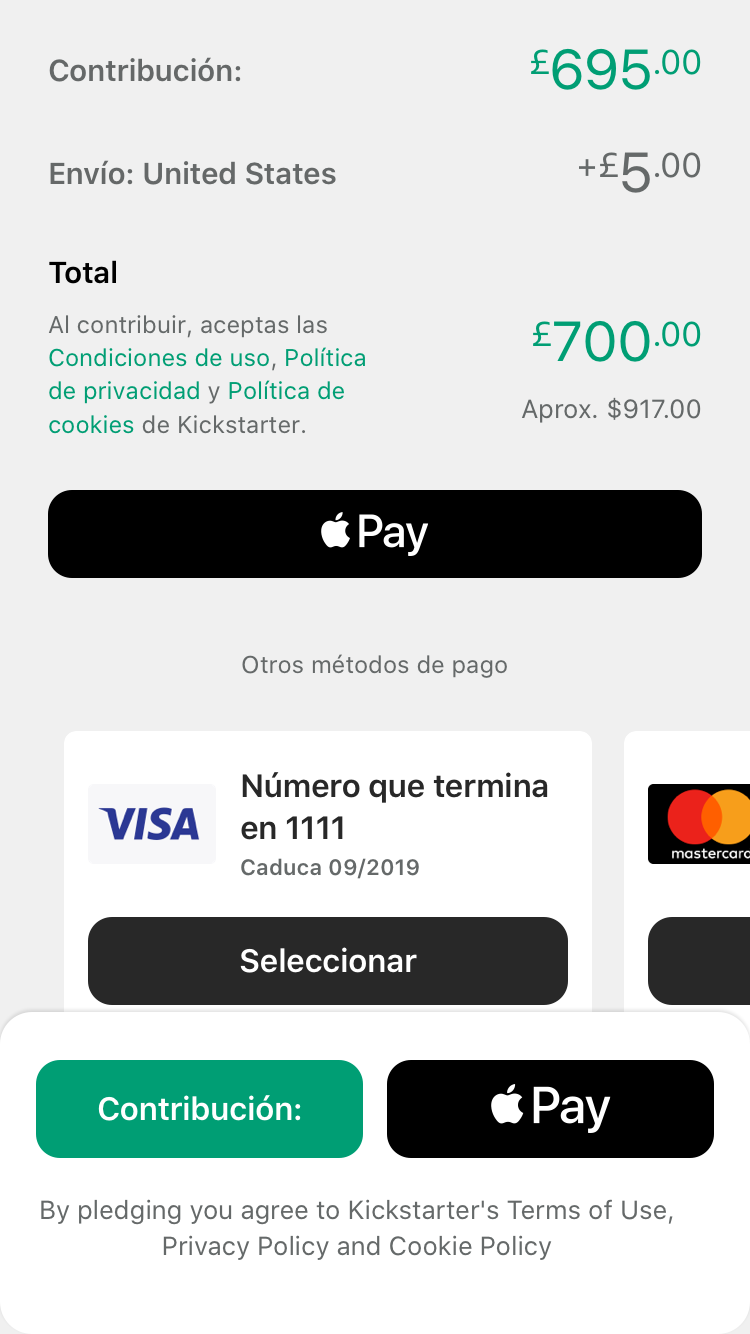 Contribución: £695.00
Envío: United States +£5.00
Total
Al contribuir, aceptas las
Condiciones de uso, Política
de privacidad y Política de
cookies de Kickstarter.
£700.00
Aprox. $917.00
Pay
Otros métodos de pago
VISA
Número que termina
en 1111
Caduca 09/2019
Seleccionar
mastercard
Contribución:
Pay
By pledging you agree to Kickstarter's Terms of Use,
Privacy Policy and Cookie Policy